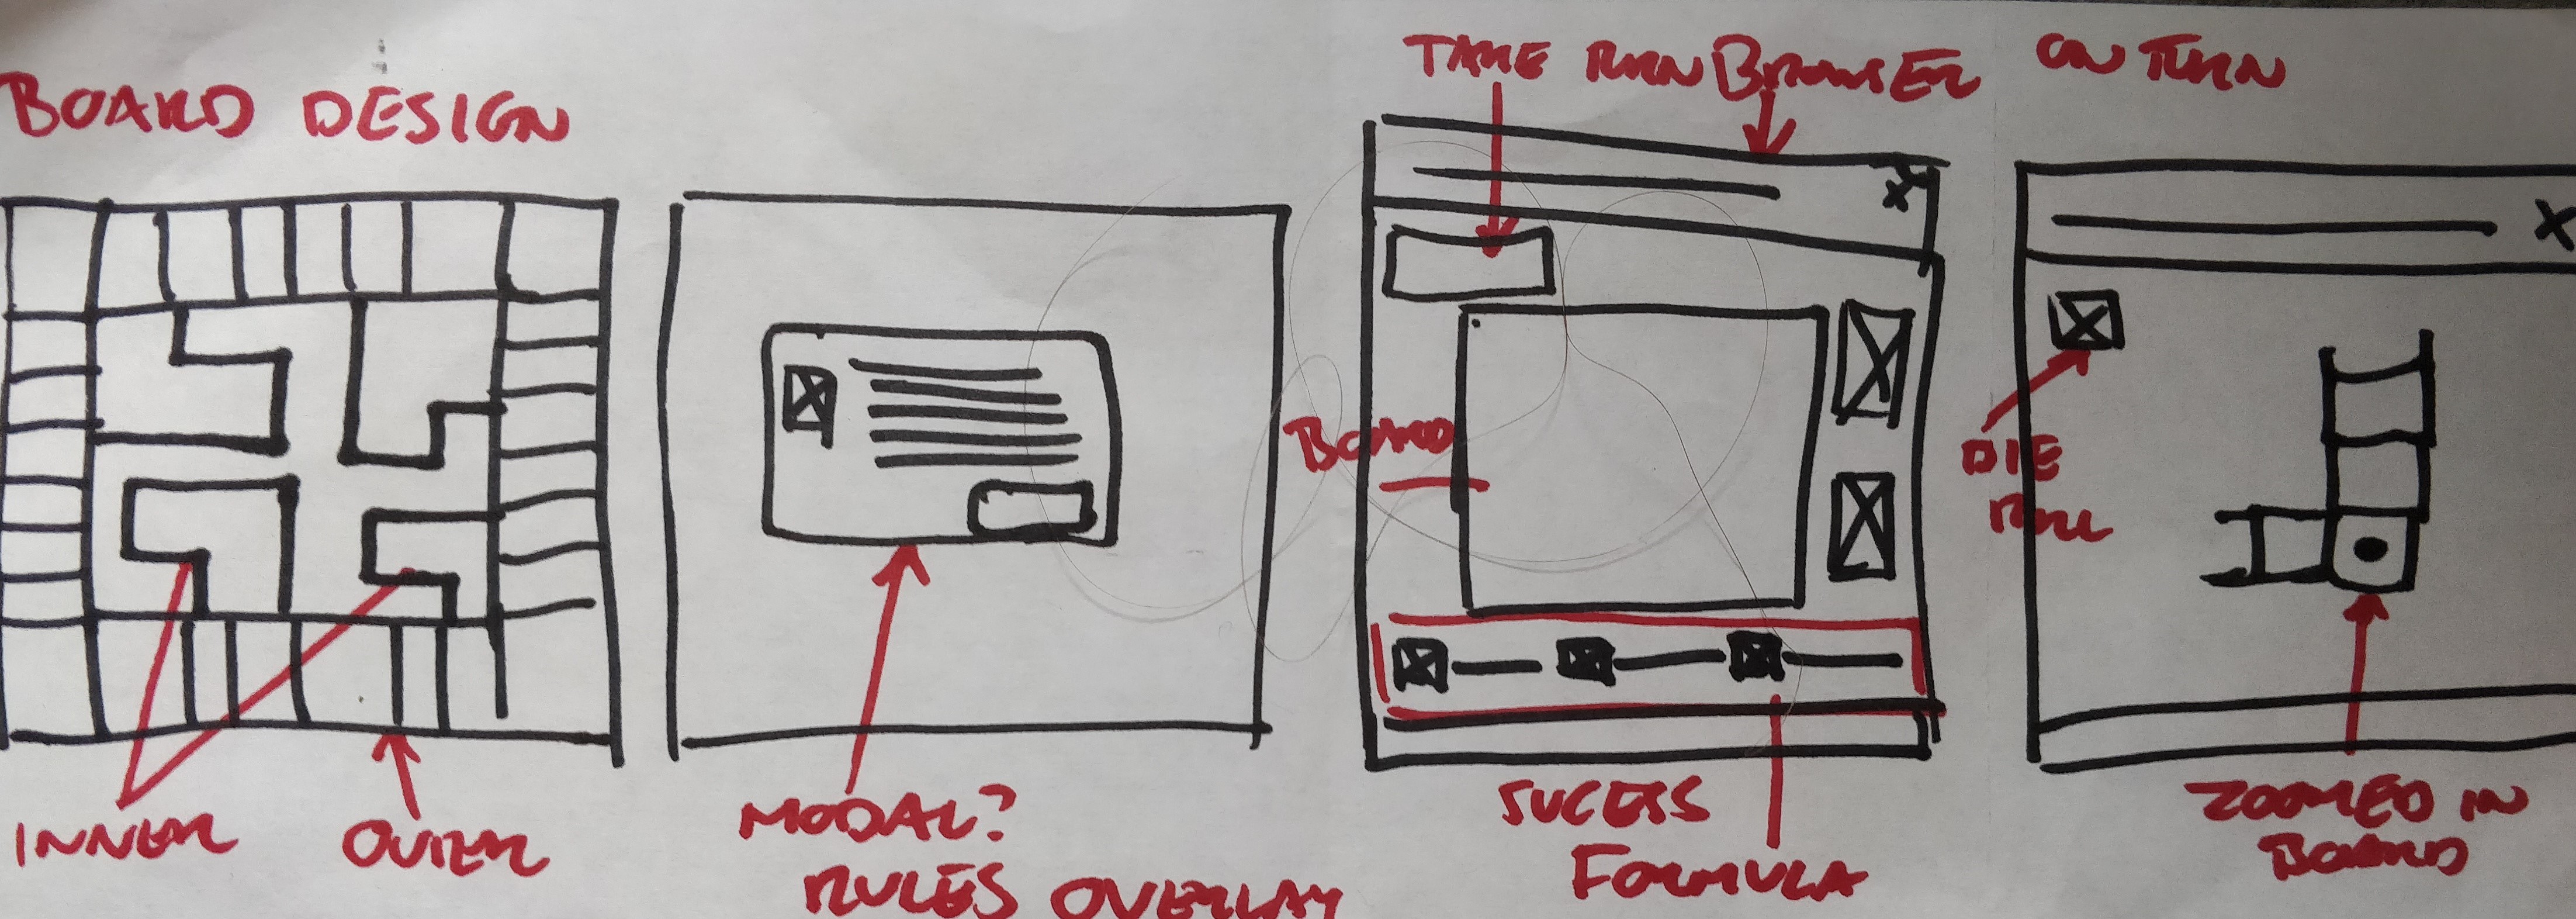 BOARD DESIGN
INNER
OUTER
MODAL?
RULES OVERLAY
TAKE TURN
BROWSER
BOARD
SUCESS
FORMULA
ON TURN
DIE
ROLL
ZOOMED IN
BOARD